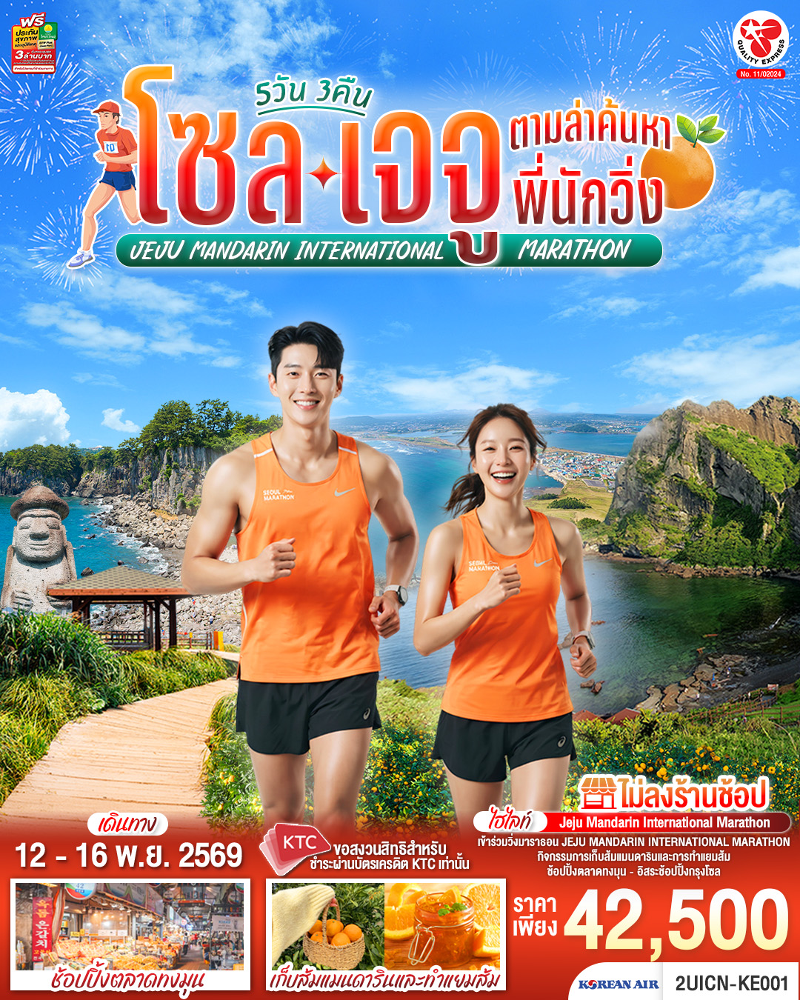 ฟรี
ประกัน
สุขภาพ
และอุบัติเหตุ
3 ล้านบาท
QUALITY EXPRESS
No. 11/02024
5วัน 3คืน
โซล เจจู
ตามล่าค้นหา
พี่นักวิ่ง
JEJU MANDARIN INTERNATIONAL MARATHON
SEOUL
MARATHON
SEOUL
MARATHON
ไม่ลงร้านช้อป
เดินทาง
12 - 16 พ.ย. 2569
KTC
ขอสงวนสิทธิสำหรับ
ชำระผ่านบัตรเครดิต KTC เท่านั้น
ไฮไลท์
Jeju Mandarin International Marathon
เข้าร่วมวิ่งมาราธอน JEJU MANDARIN INTERNATIONAL MARATHON
กิจกรรมการเก็บส้มแมนดารินและการทำแยมส้ม
ช้อปปิ้งตลาดทงมุน - อิสระช้อปปิ้งกรุงโซล
ราคา
เพียง
42,500
ช้อปปิ้งตลาดทงมุน
เก็บส้มแมนดารินและทำแยมส้ม
KOREAN AIR
2UICN-KE001